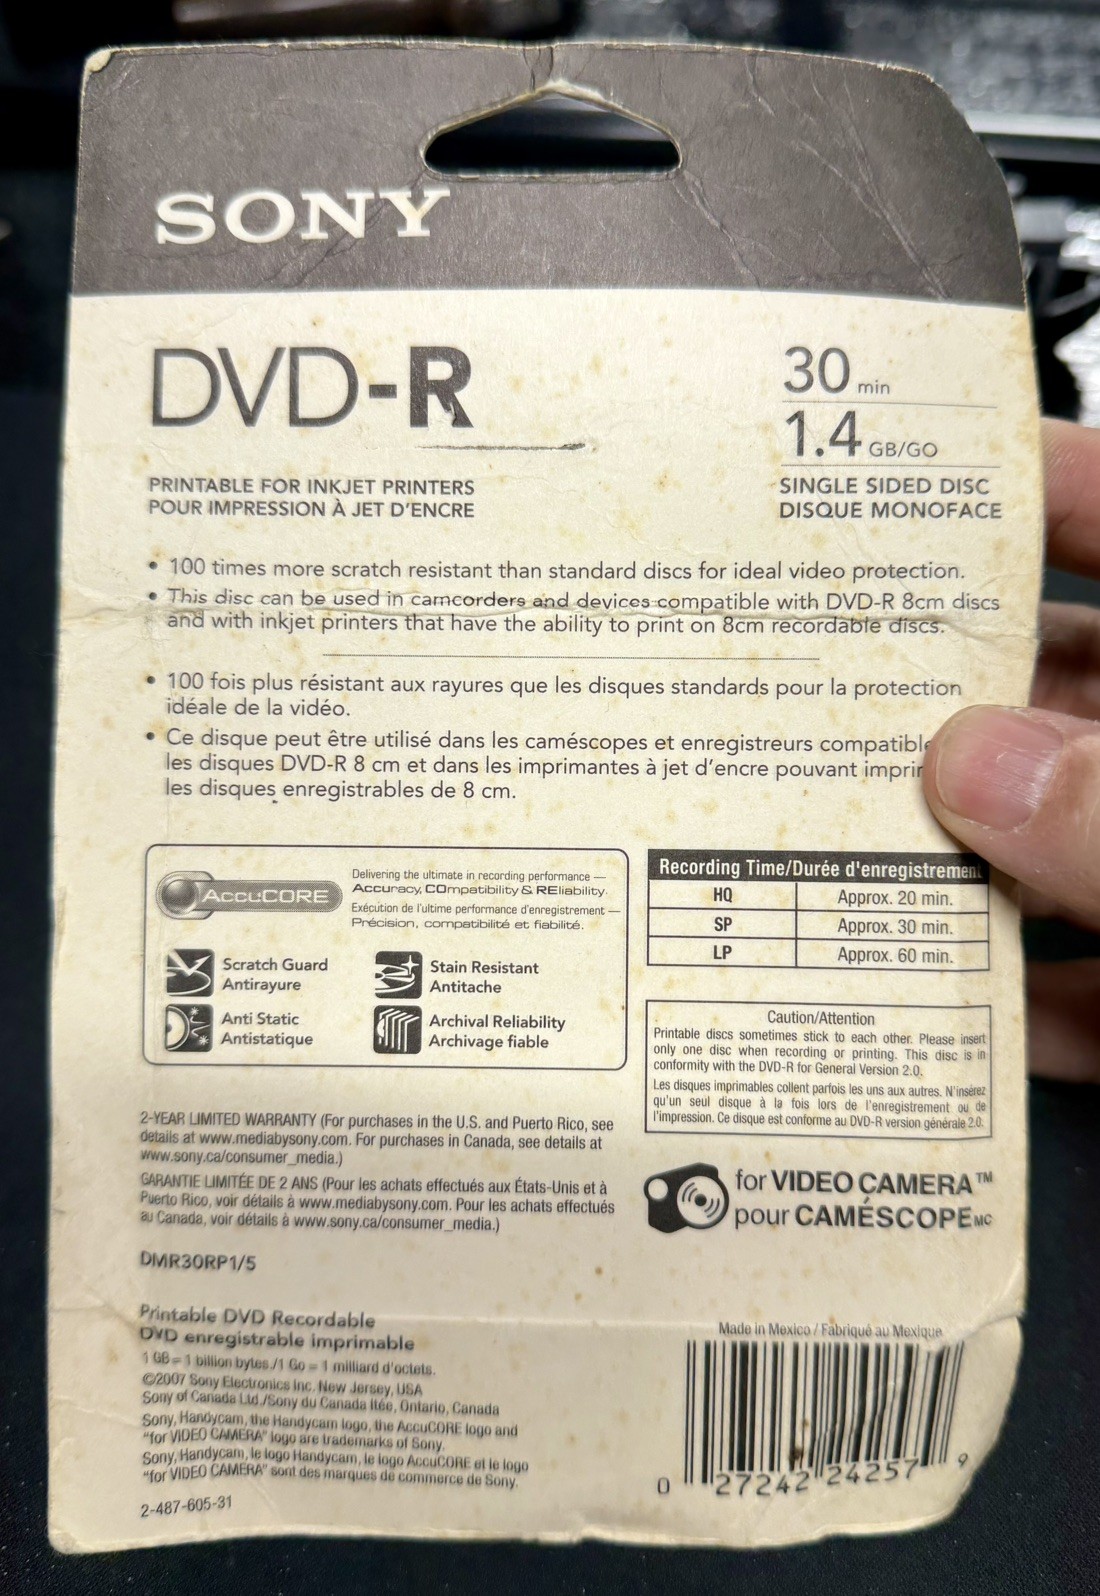 SONY
DVD-R
30 min
1.4 GB/GO
PRINTABLE FOR INKJET PRINTERS
POUR IMPRESSION À JET D'ENCRE
SINGLE SIDED DISC
DISQUE MONOFACE
• 100 times more scratch resistant than standard discs for ideal video protection.
• This disc can be used in camcorders and devices compatible with DVD-R 8cm discs
and with inkjet printers that have the ability to print on 8cm recordable discs.
• 100 fois plus résistant aux rayures que les disques standards pour la protection
idéale de la vidéo.
• Ce disque peut être utilisé dans les caméscopes et enregistreurs
les disques DVD-R 8 cm et dans les imprimantes à jet d'encre pouvant
les disques enregistrables de 8 cm.
AccuCORE
Delivering the ultimate in recording performance —
Accuracy, COmpatibility & REliability.
Exécution de l'ultime performance d'enregistrement —
Précision, compatibilité et fiabilité.
Scratch Guard
Antirayure
Stain Resistant
Antitache
Anti Static
Antistatique
Archival Reliability
Archivage fiable
Recording Time/Durée d'enregistrement
HQ Approx. 20 min.
SP Approx. 30 min.
LP Approx. 60 min.
Caution/Attention
Printable discs sometimes stick to each other. Please insert
only one disc when recording or printing. This disc is in
conformity with the DVD-R for General Version 2.0.
Les disques imprimables collent parfois les uns aux autres. N'insérez
qu'un seul disque à la fois lors de l'enregistrement ou de
l'impression. Ce disque est conforme au DVD-R version générale 2.0.
2-YEAR LIMITED WARRANTY (For purchases in the U.S. and Puerto Rico, see
details at www.mediabysony.com. For purchases in Canada, see details at
www.sony.ca/consumer_media.)
GARANTIE LIMITÉE DE 2 ANS (Pour les achats effectués aux États-Unis et à
Puerto Rico, voir détails à www.mediabysony.com. Pour les achats effectués
au Canada, voir détails à www.sony.ca/consumer_media.)
for VIDEO CAMERA™
pour CAMÉSCOPE MC
DMR30RP1/5
Printable DVD Recordable
DVD enregistrable imprimable
1 GB = 1 billion bytes./1 Go = 1 milliard d'octets.
©2007 Sony Electronics Inc. New Jersey, USA
Sony of Canada Ltd./Sony du Canada ltée, Ontario, Canada
Sony, Handycam, the Handycam logo, the AccuCORE logo and
"for VIDEO CAMERA" logo are trademarks of Sony.
Sony, Handycam, le logo Handycam, le logo AccuCORE et le logo
"for VIDEO CAMERA" sont des marques de commerce de Sony.
2-487-605-31
Made in Mexico / Fabriqué au Mexique
0 27242 24257 9